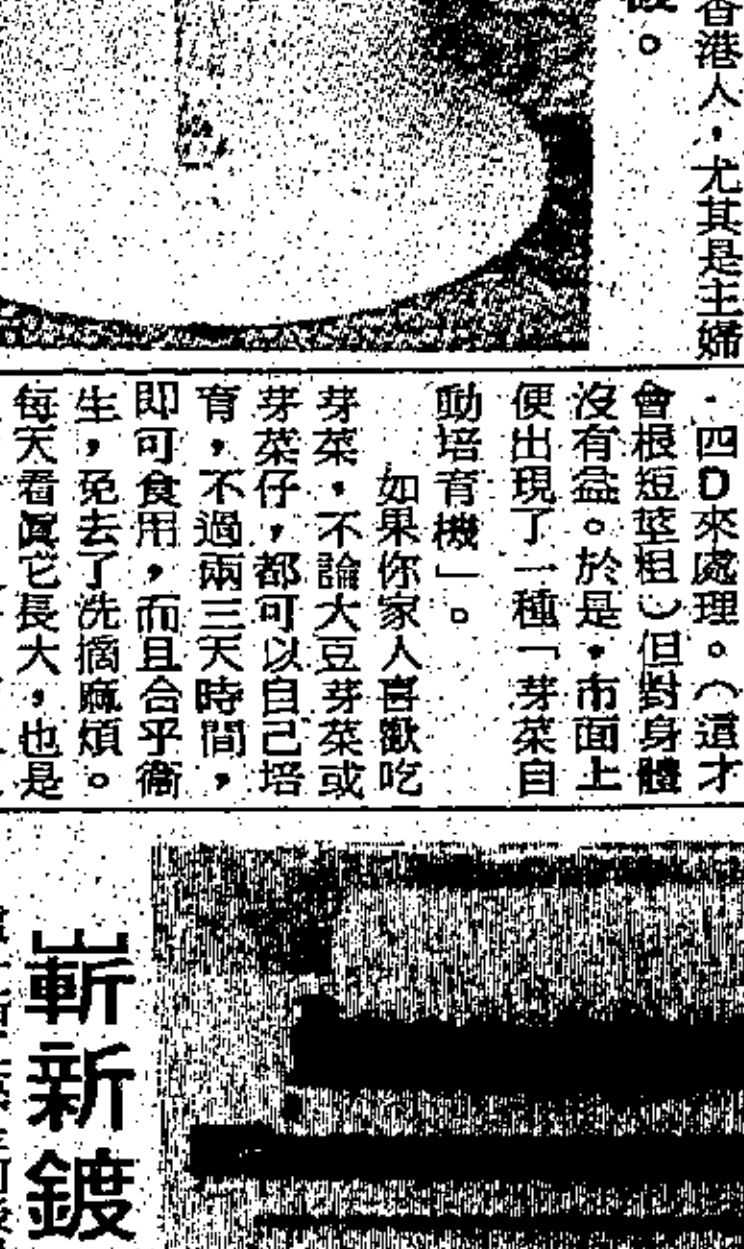 香港人，尤其是主婦
。
．四D來處理。（這才
會根短莖粗）但對身體
沒有益。於是，市面上
便出現了一種「芽菜自
動培育機」。
如果你家人喜歡吃
芽菜，不論大豆芽菜或
芽菜仔，都可以自己培
育，不過兩三天時間，
即可食用，而且合乎衞
生，免去了洗摘麻煩。
每天看眞它長大，也是
嶄新鍍